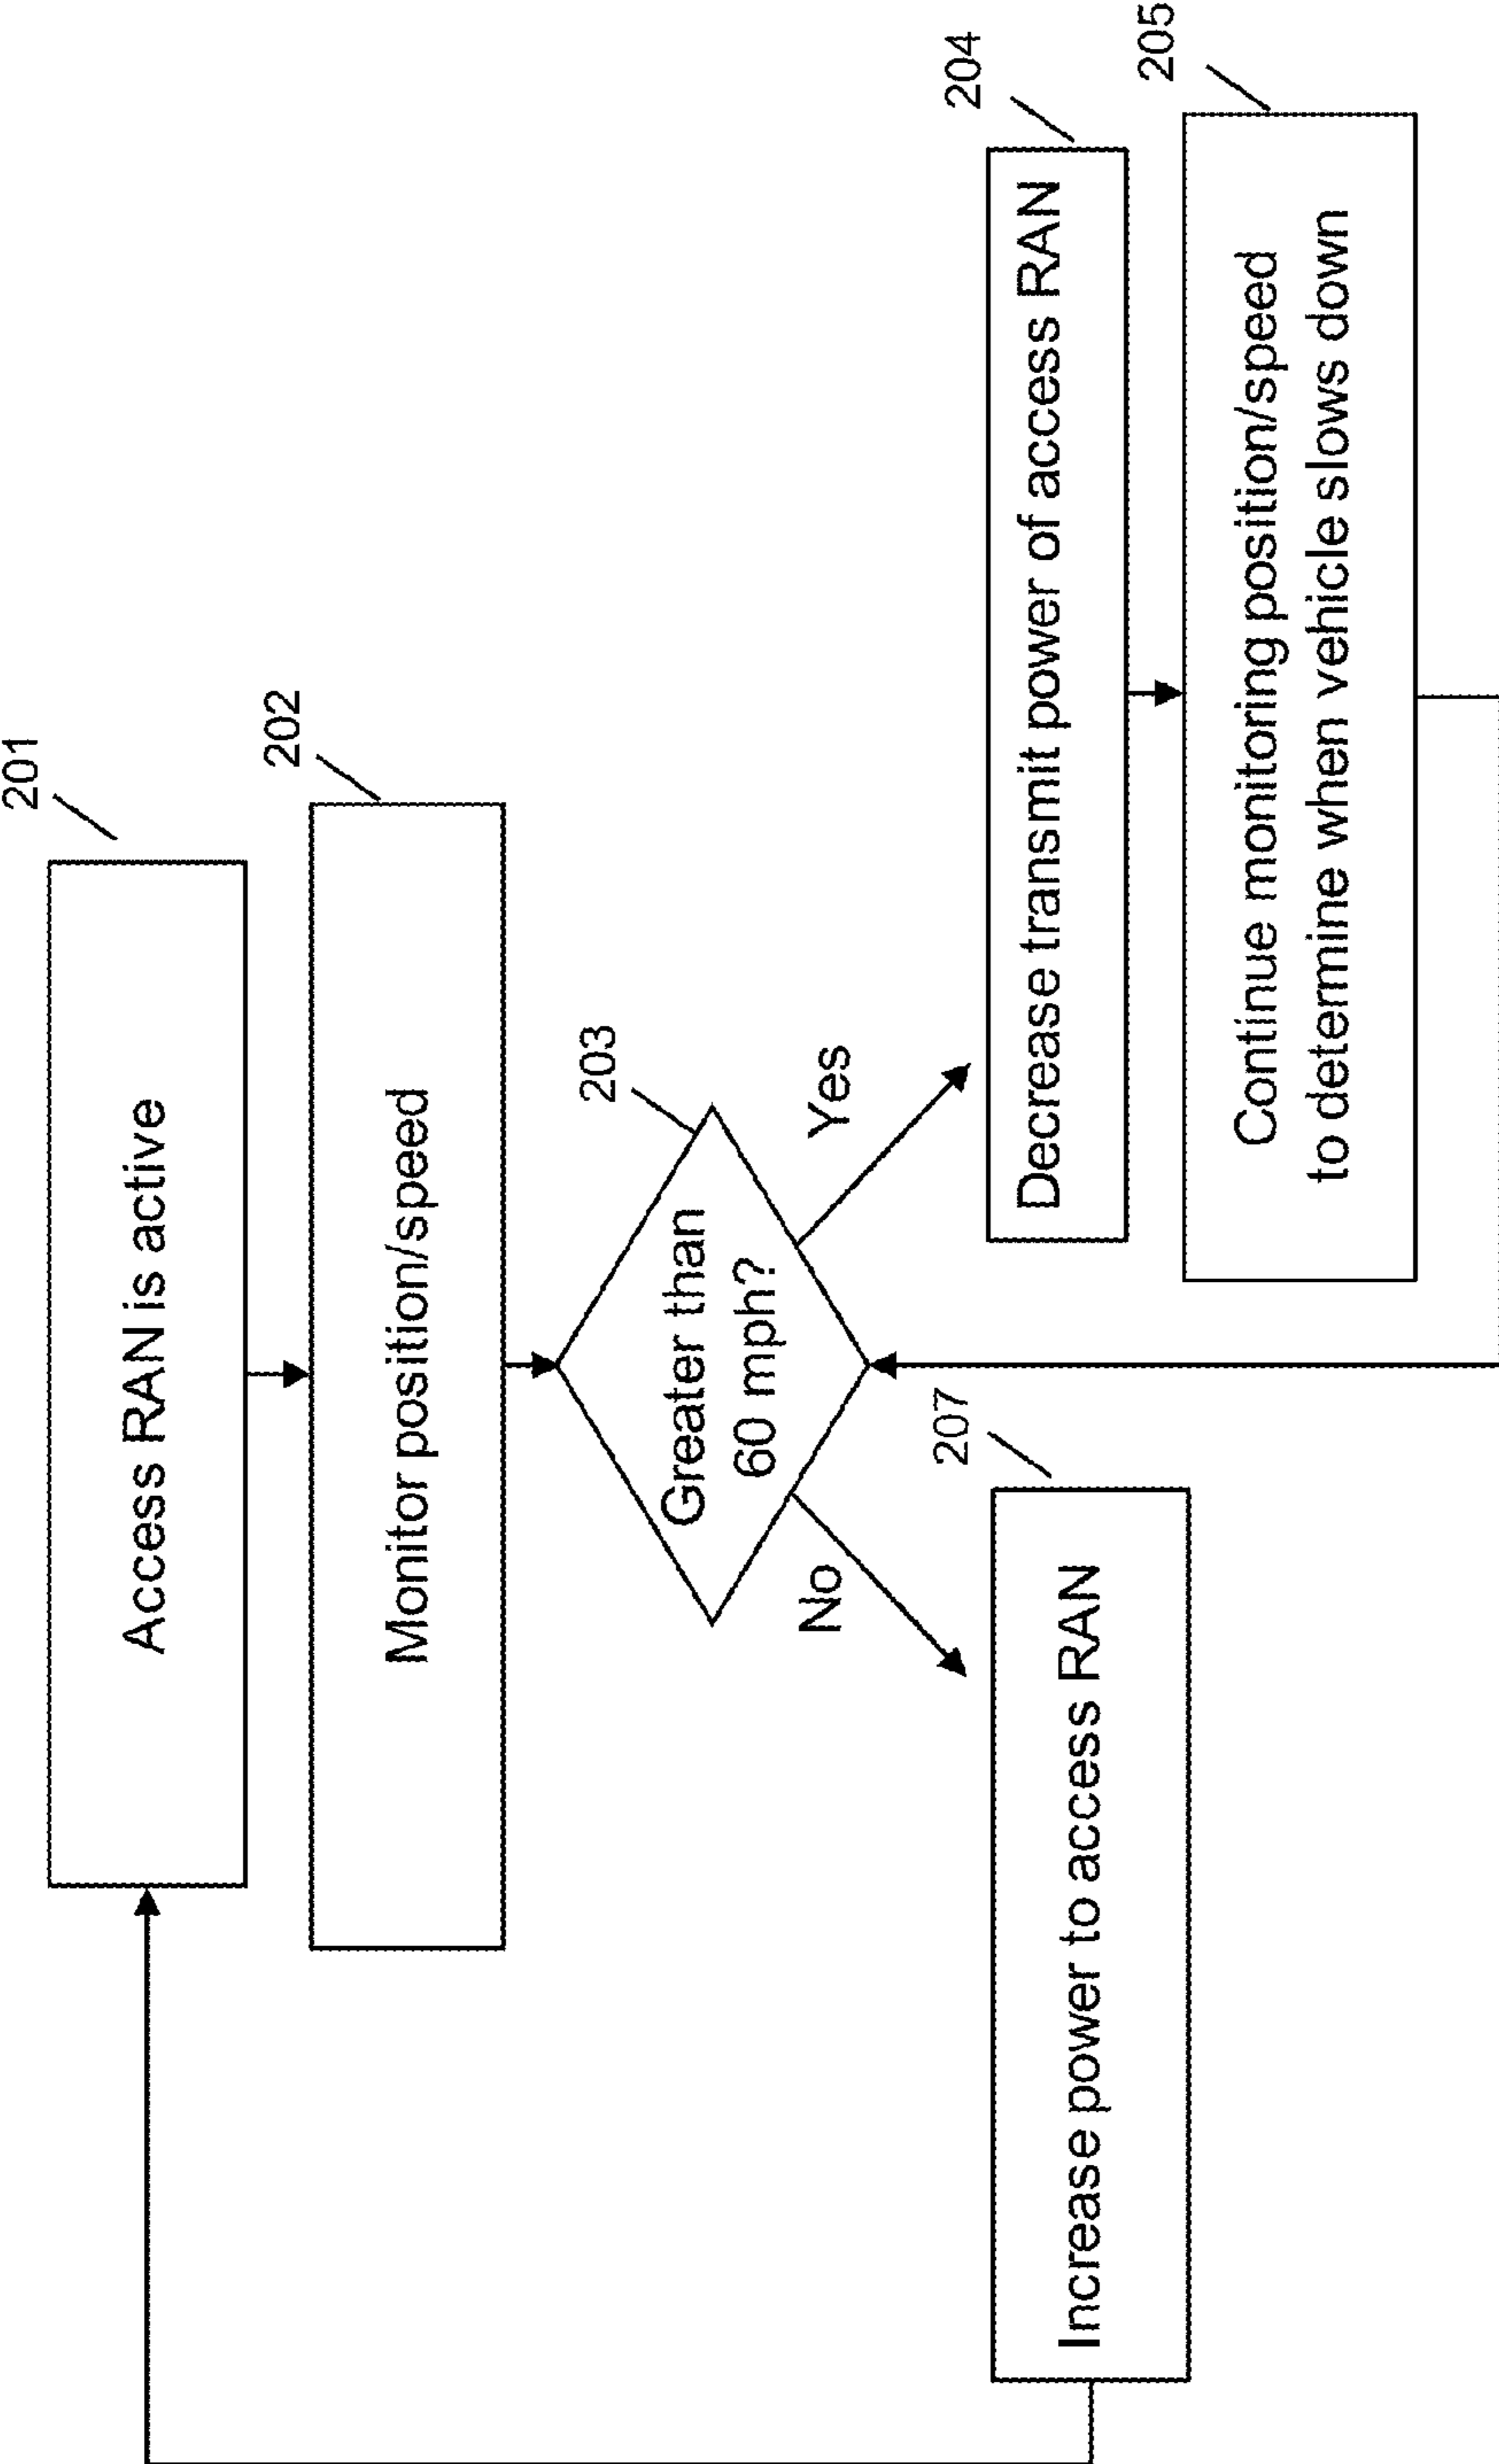 201
Access RAN is active
202
Monitor position/speed
203
Greater than
60 mph?
Yes
No
204
Decrease transmit power of access RAN
205
Continue monitoring position/speed
to determine when vehicle slows down
207
Increase power to access RAN